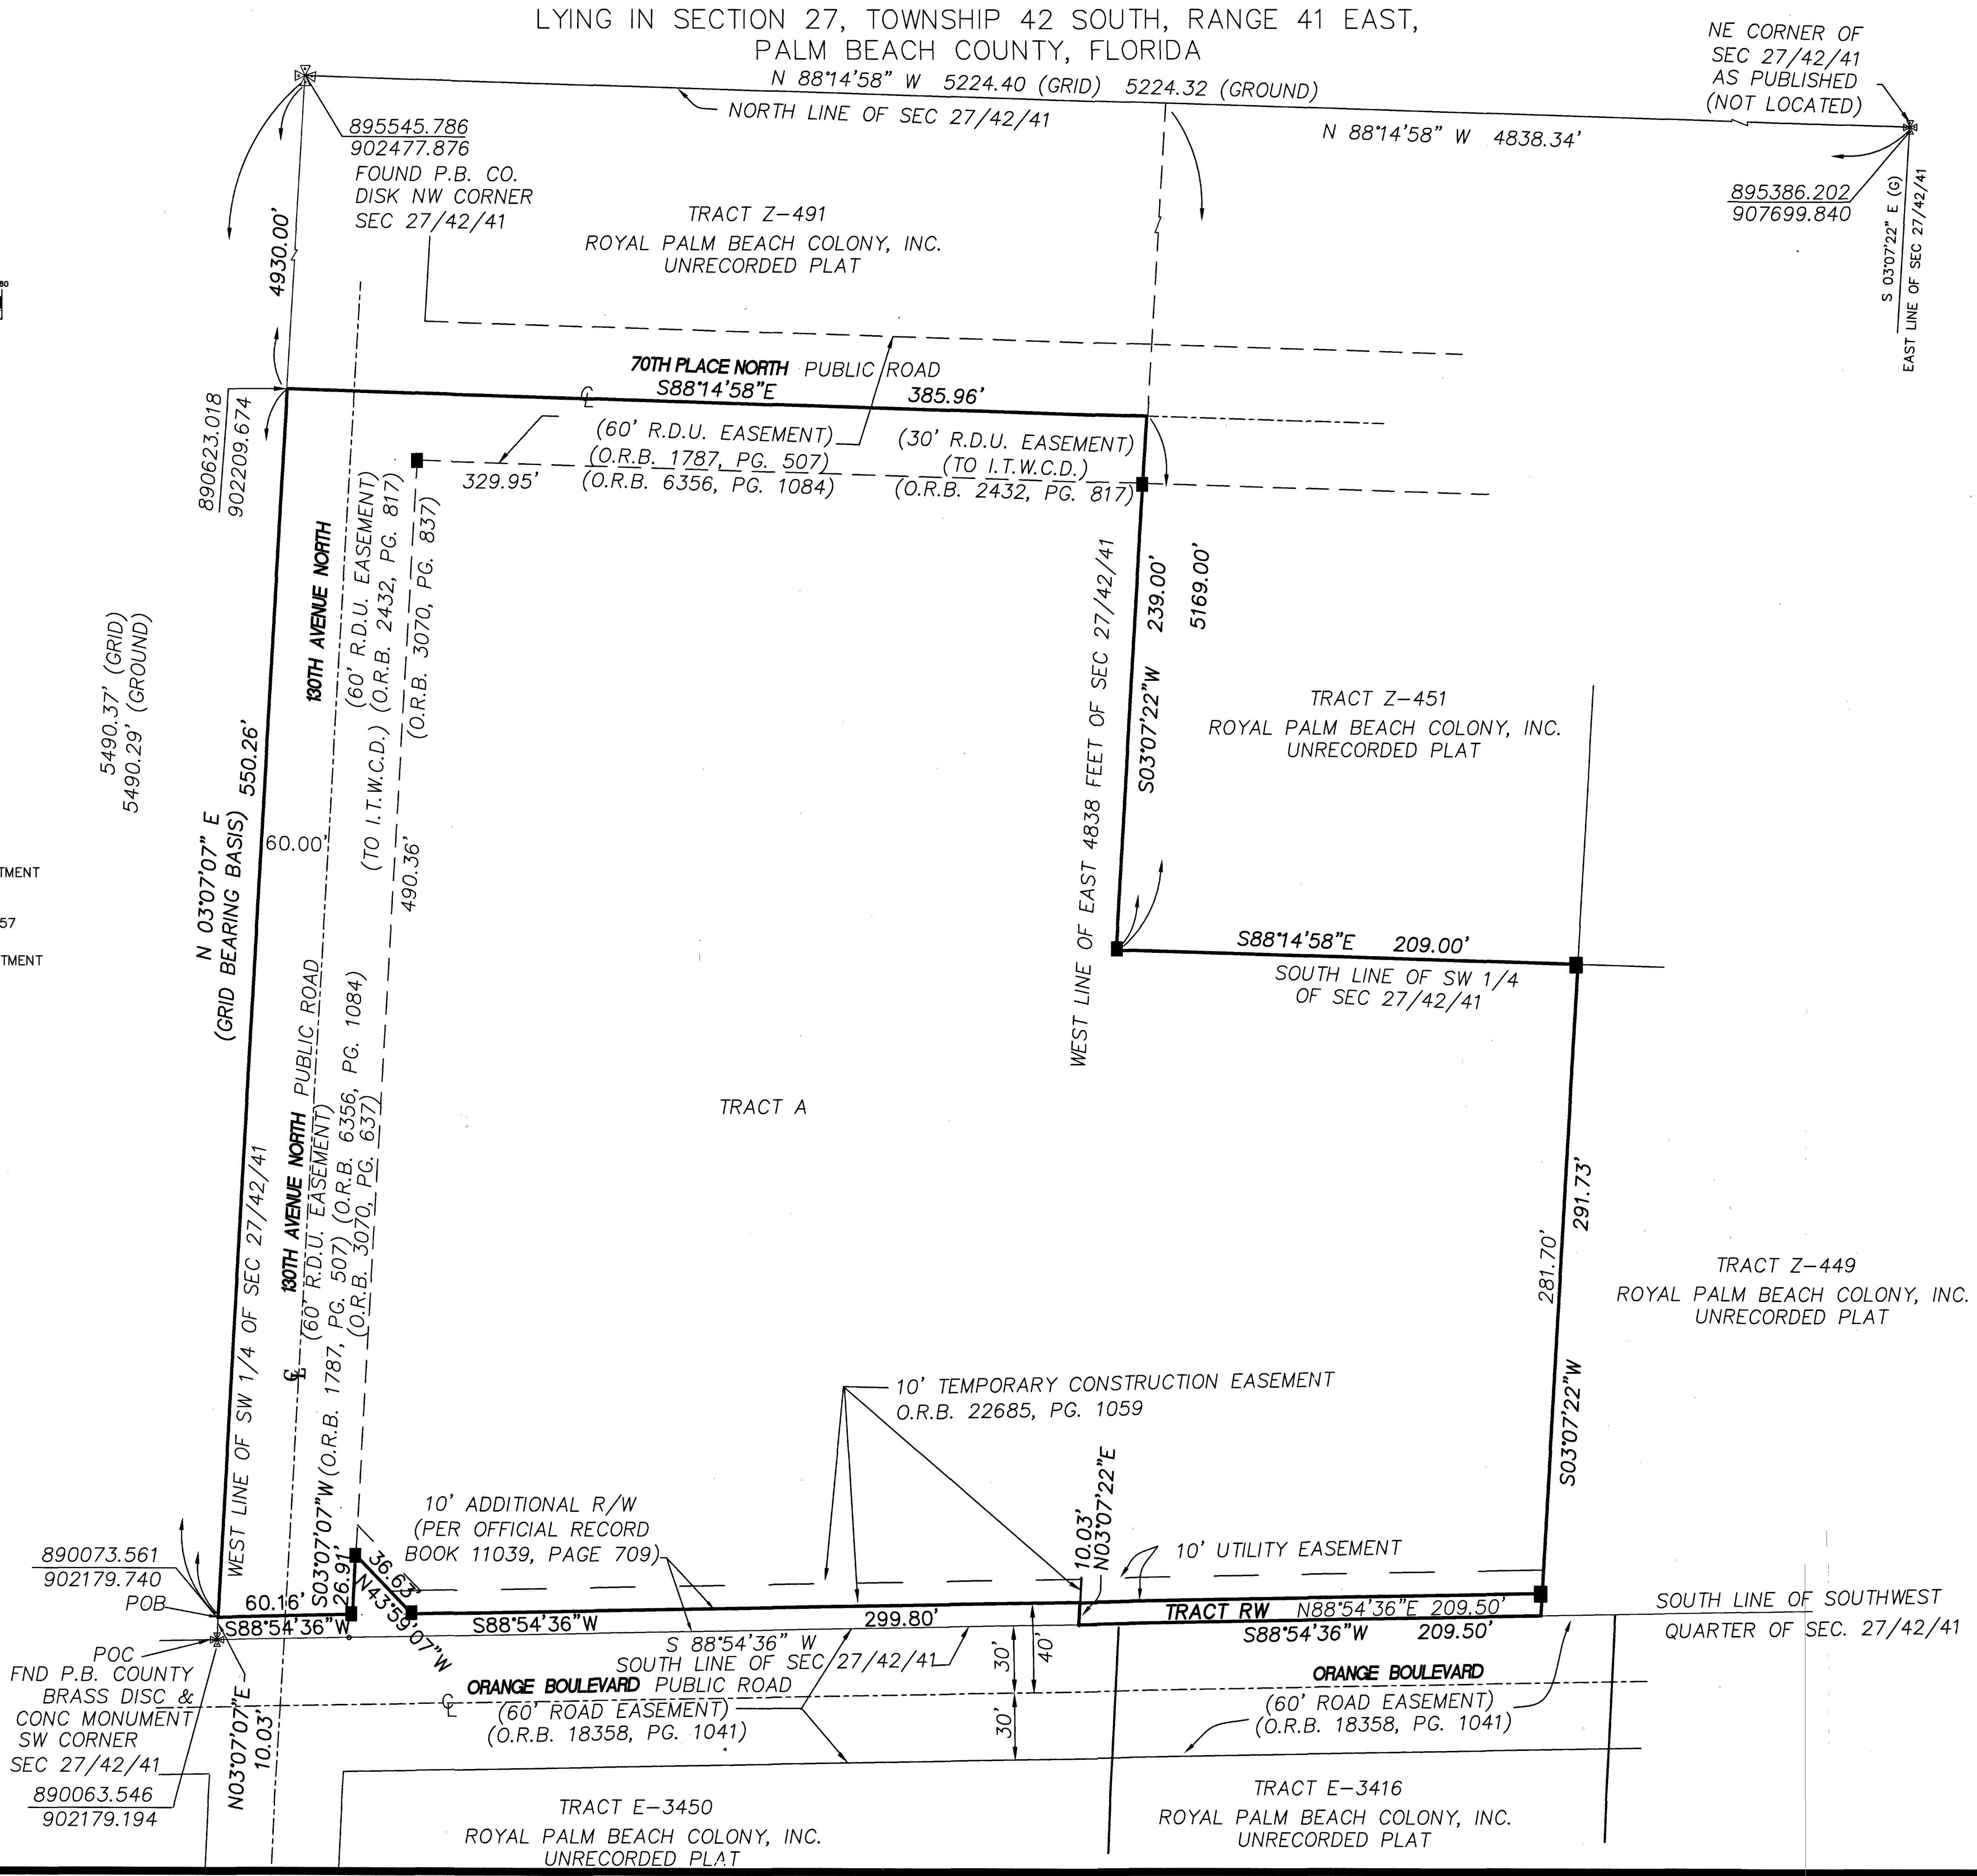 LYING IN SECTION 27, TOWNSHIP 42 SOUTH, RANGE 41 EAST,
PALM BEACH COUNTY, FLORIDA
N 88°14'58" W 5224.40 (GRID) 5224.32 (GROUND)
NORTH LINE OF SEC 27/42/41
N 88°14'58" W 4838.34'
NE CORNER OF
SEC 27/42/41
AS PUBLISHED
(NOT LOCATED)
895386.202
907699.840
S 03°07'22" E (G)
EAST LINE OF SEC 27/42/41
895545.786
902477.876
FOUND P.B. CO.
DISK NW CORNER
SEC 27/42/41
4930.00'
TRACT Z-491
ROYAL PALM BEACH COLONY, INC.
UNRECORDED PLAT
80
70TH PLACE NORTH PUBLIC ROAD
S88°14'58"E 385.96'
(60' R.D.U. EASEMENT)
(O.R.B. 1787, PG. 507)
(O.R.B. 6356, PG. 1084)
(30' R.D.U. EASEMENT)
(TO I.T.W.C.D.)
(O.R.B. 2432, PG. 817)
329.95'
890623.018
902209.674
130TH AVENUE NORTH
(60' R.D.U. EASEMENT)
(TO I.T.W.C.D.) (O.R.B. 2432, PG. 817)
(O.R.B. 3070, PG. 837)
490.36'
5490.37' (GRID)
5490.29' (GROUND)
N 03°07'07" E
(GRID BEARING BASIS) 550.26'
60.00'
WEST LINE OF EAST 4838 FEET OF SEC 27/42/41
S03°07'22"W 239.00'
5169.00'
TRACT Z-451
ROYAL PALM BEACH COLONY, INC.
UNRECORDED PLAT
TMENT
57
TMENT
S88°14'58"E 209.00'
SOUTH LINE OF SW 1/4
OF SEC 27/42/41
TRACT A
WEST LINE OF SW 1/4 OF SEC 27/42/41
130TH AVENUE NORTH PUBLIC ROAD
(60' R.D.U. EASEMENT)
(O.R.B. 1787, PG. 507) (O.R.B. 6356, PG. 1084)
(O.R.B. 3070, PG. 637)
S03°07'07"W
26.91'
281.70'
291.73'
S03°07'22"W
TRACT Z-449
ROYAL PALM BEACH COLONY, INC.
UNRECORDED PLAT
10' TEMPORARY CONSTRUCTION EASEMENT
O.R.B. 22685, PG. 1059
10' ADDITIONAL R/W
(PER OFFICIAL RECORD
BOOK 11039, PAGE 709)
10.03'
N03°07'22"E
10' UTILITY EASEMENT
890073.561
902179.740
POB
60.16'
S88°54'36"W
36.63'
N43°59'07"W
S88°54'36"W 299.80'
TRACT RW N88°54'36"E 209.50'
S88°54'36"W 209.50'
SOUTH LINE OF SOUTHWEST
QUARTER OF SEC. 27/42/41
S 88°54'36" W
SOUTH LINE OF SEC 27/42/41
30'
40'
30'
POC
FND P.B. COUNTY
BRASS DISC &
CONC MONUMENT
SW CORNER
SEC 27/42/41
890063.546
902179.194
N03°07'07"E
10.03'
ORANGE BOULEVARD PUBLIC ROAD
(60' ROAD EASEMENT)
(O.R.B. 18358, PG. 1041)
ORANGE BOULEVARD
(60' ROAD EASEMENT)
(O.R.B. 18358, PG. 1041)
TRACT E-3450
ROYAL PALM BEACH COLONY, INC.
UNRECORDED PLAT
TRACT E-3416
ROYAL PALM BEACH COLONY, INC.
UNRECORDED PLAT